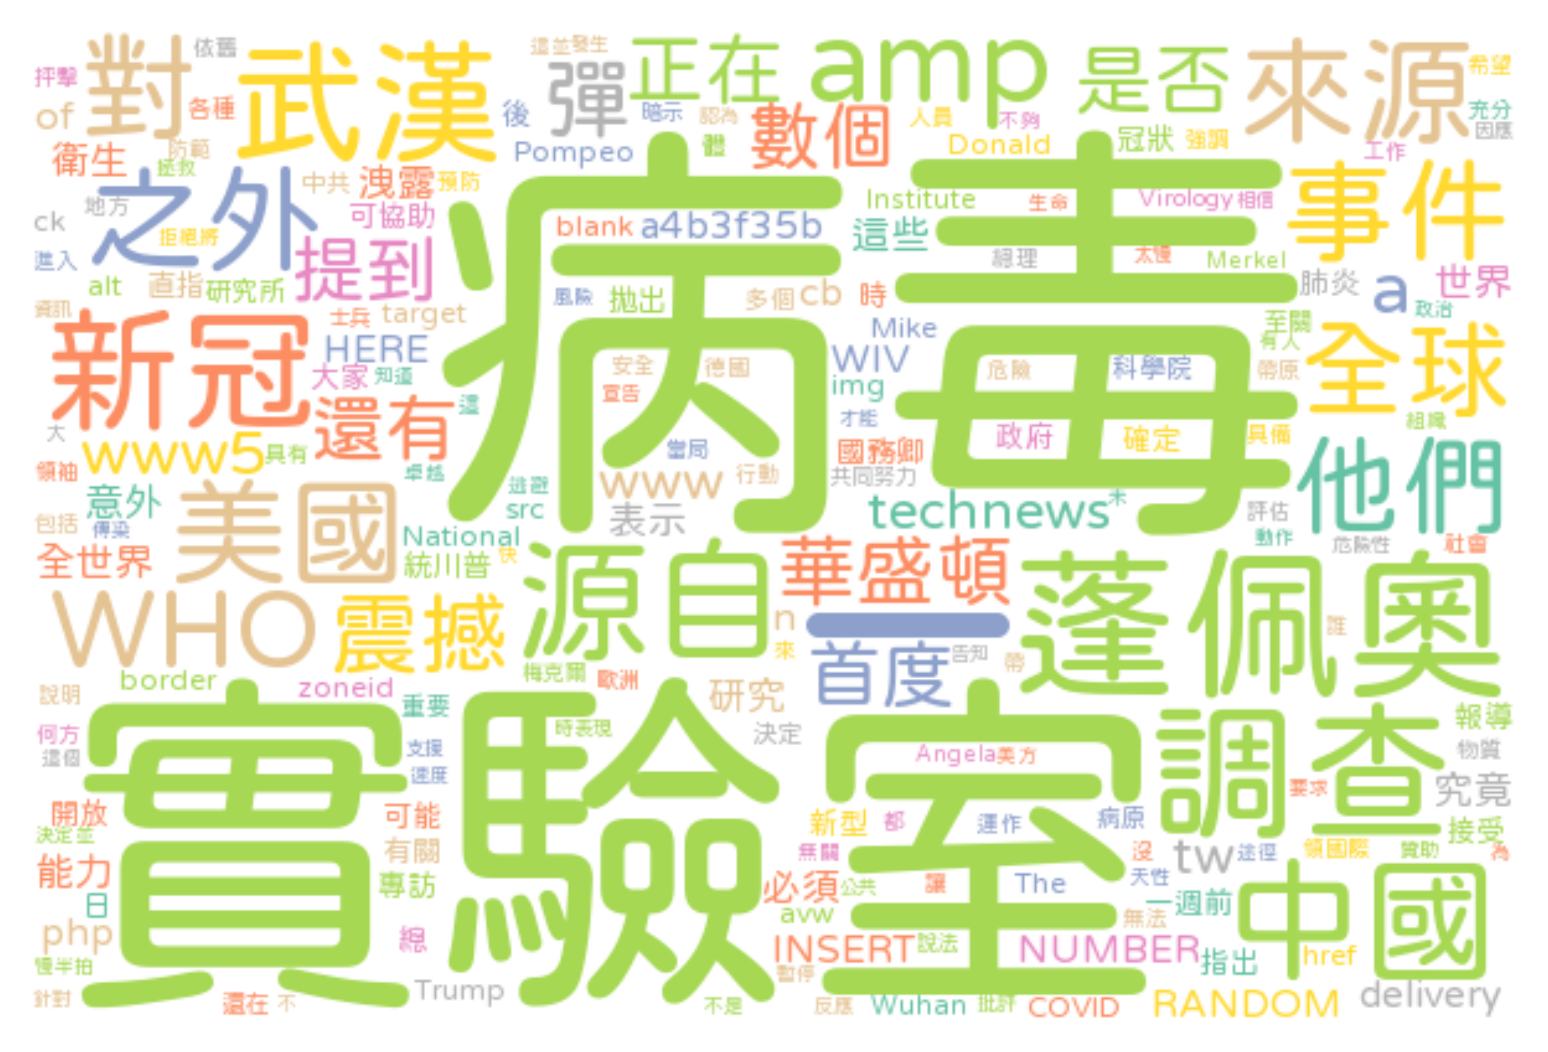 抨擊 對 依舊 武漢 這並發生 正在 amp 是否 來源 希望
of 各種 後 彈 暗示 認為 數個 人員 不夠 冠狀 強調 充分 因應
衛生 防範 拯救 Pompeo 體 Donald 工作
ck 地方 之外 中共 洩露 預防 病毒 Institute 生命 Virology 相信 事件
拒絕將 可協助 blank a4b3f35b 這些
進入 提到 總理 太慢 Merkel 肺炎 a 世界
alt 直指 研究所 風險 拋出 多個 cb 時 政治
資訊 新冠 士兵 target Mike 至關 全球
HERE 安全 德國 WIV 危險 科學院 有人
大家 知道 宣告 img 帶原
大 還有 這 才能 政府 確定 具備 組織
www5 具有 當局 國務卿 他們
領袖 卓越 www 行動 共同努力
意外 美國 逃避 src 表示 technews 未 評估
包括 傳染 National 動作 危險性 社會
全世界 統川普 快 源自 華盛頓 蓬佩奧
WHO 震撼 n 一 誰
border zoneid 梅克爾 歐洲 來 首度 告知 帶
說明 實驗室 重要 研究 調查 報導
何方 這個 支援 時表現 決定 Angela 美方 物質
速度 要求 究竟
開放 可能 新型 都 運作 病原 接受
決定並 有關 無關 沒 tw 途徑 領國際 贊助 為
能力 專訪 必須 公共 讓 The 天性 中國
日 avw 無法 一週前
php 總 INSERT 說法 NUMBER 指出 href
慢半拍 暫停 delivery
針對 還在 不 Trump 不是 反應 Wuhan 批評 COVID RANDOM